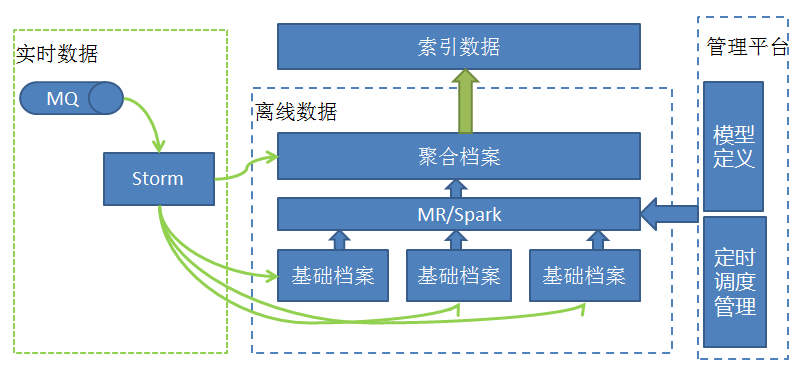 实时数据
MQ
Storm
索引数据
离线数据
聚合档案
MR/Spark
基础档案
基础档案
基础档案
管理平台
模型
定义
定时
调度
管理